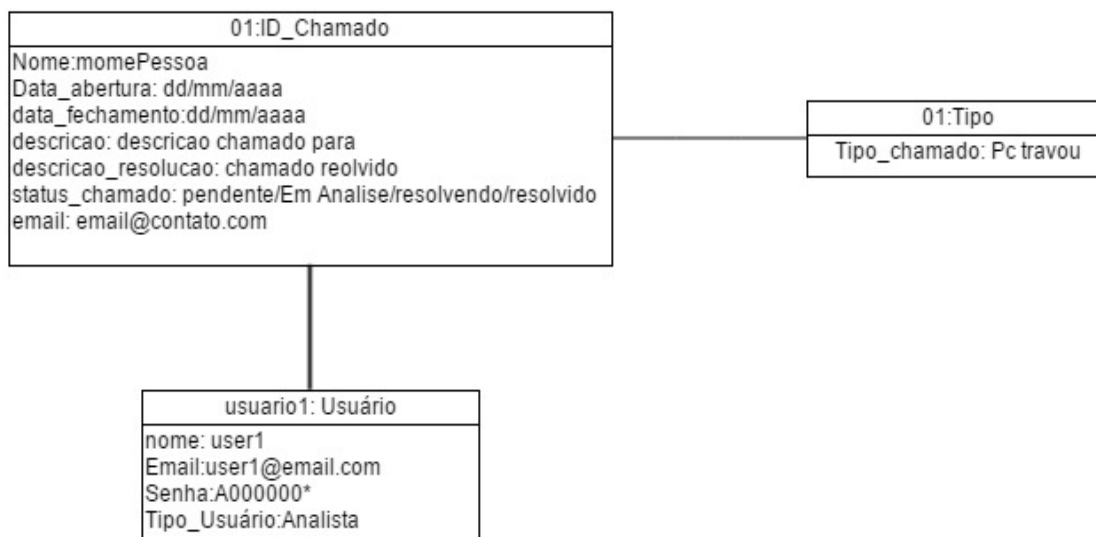 01:ID_Chamado
Nome:momePessoa
Data_abertura: dd/mm/aaaa
data_fechamento:dd/mm/aaaa
descricao: descricao chamado para
descricao_resolucao: chamado reolvido
status_chamado: pendente/Em Analise/resolvendo/resolvido
email: email@contato.com
01:Tipo
Tipo_chamado: Pc travou
usuario1: Usuário
nome: user1
Email:user1@email.com
Senha:A000000*
Tipo_Usuário:Analista